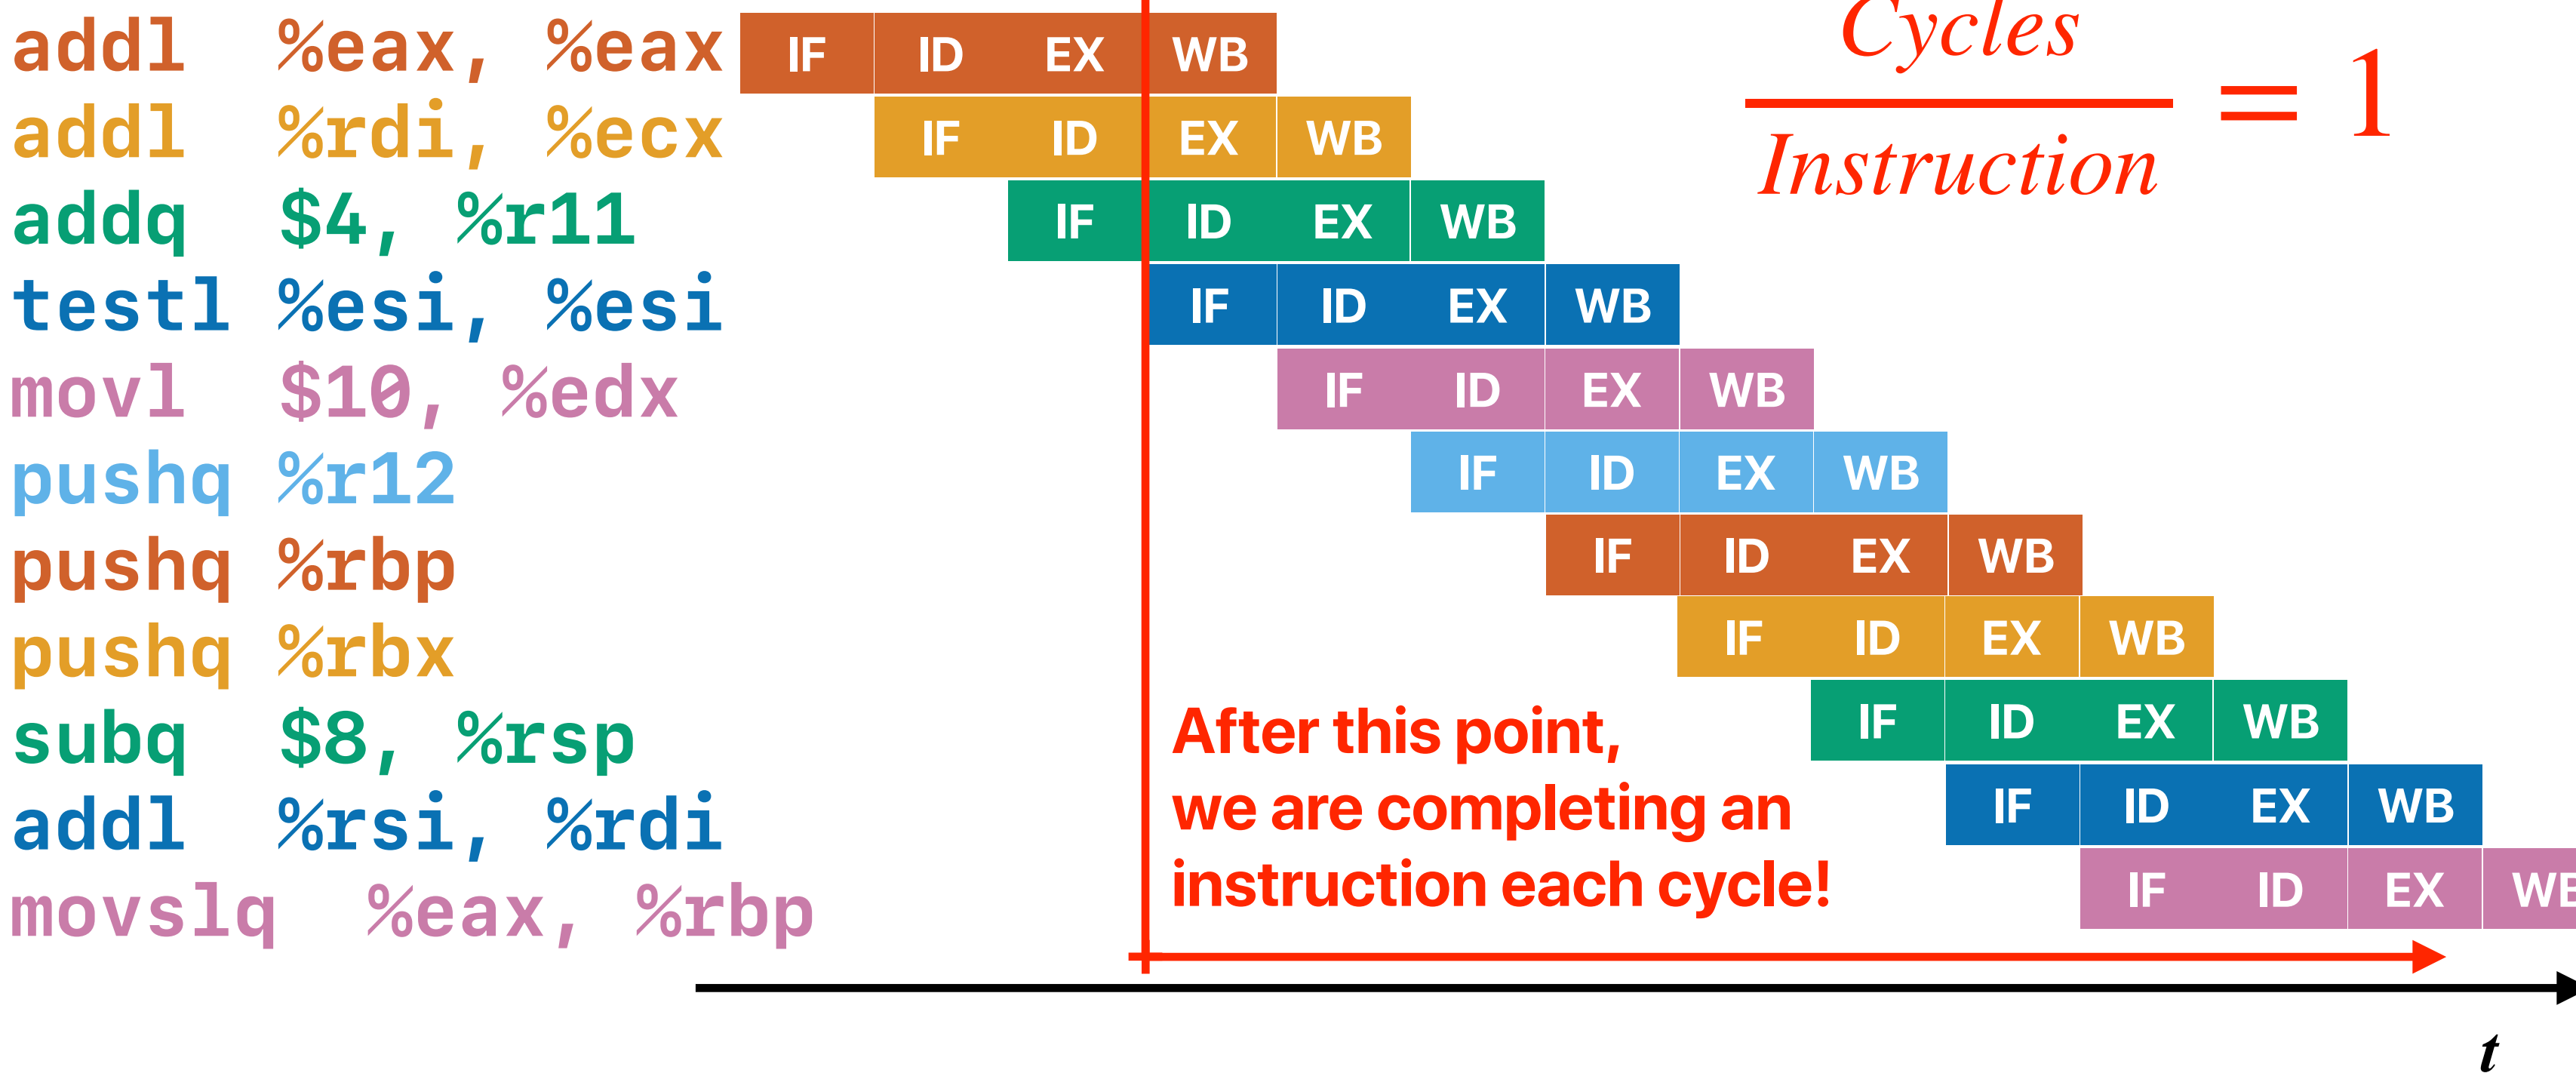 addl %eax, %eax IF ID EX WB
addl %rdi, %ecx IF ID EX WB
addq $4, %r11 IF ID EX WB
testl %esi, %esi IF ID EX WB
movl $10, %edx IF ID EX WB
pushq %r12 IF ID EX WB
pushq %rbp IF ID EX WB
pushq %rbx IF ID EX WB
subq $8, %rsp IF ID EX WB
addl %rsi, %rdi IF ID EX WB
movslq %eax, %rbp IF ID EX WB
Cycles
Instruction = 1
After this point,
we are completing an
instruction each cycle!
t